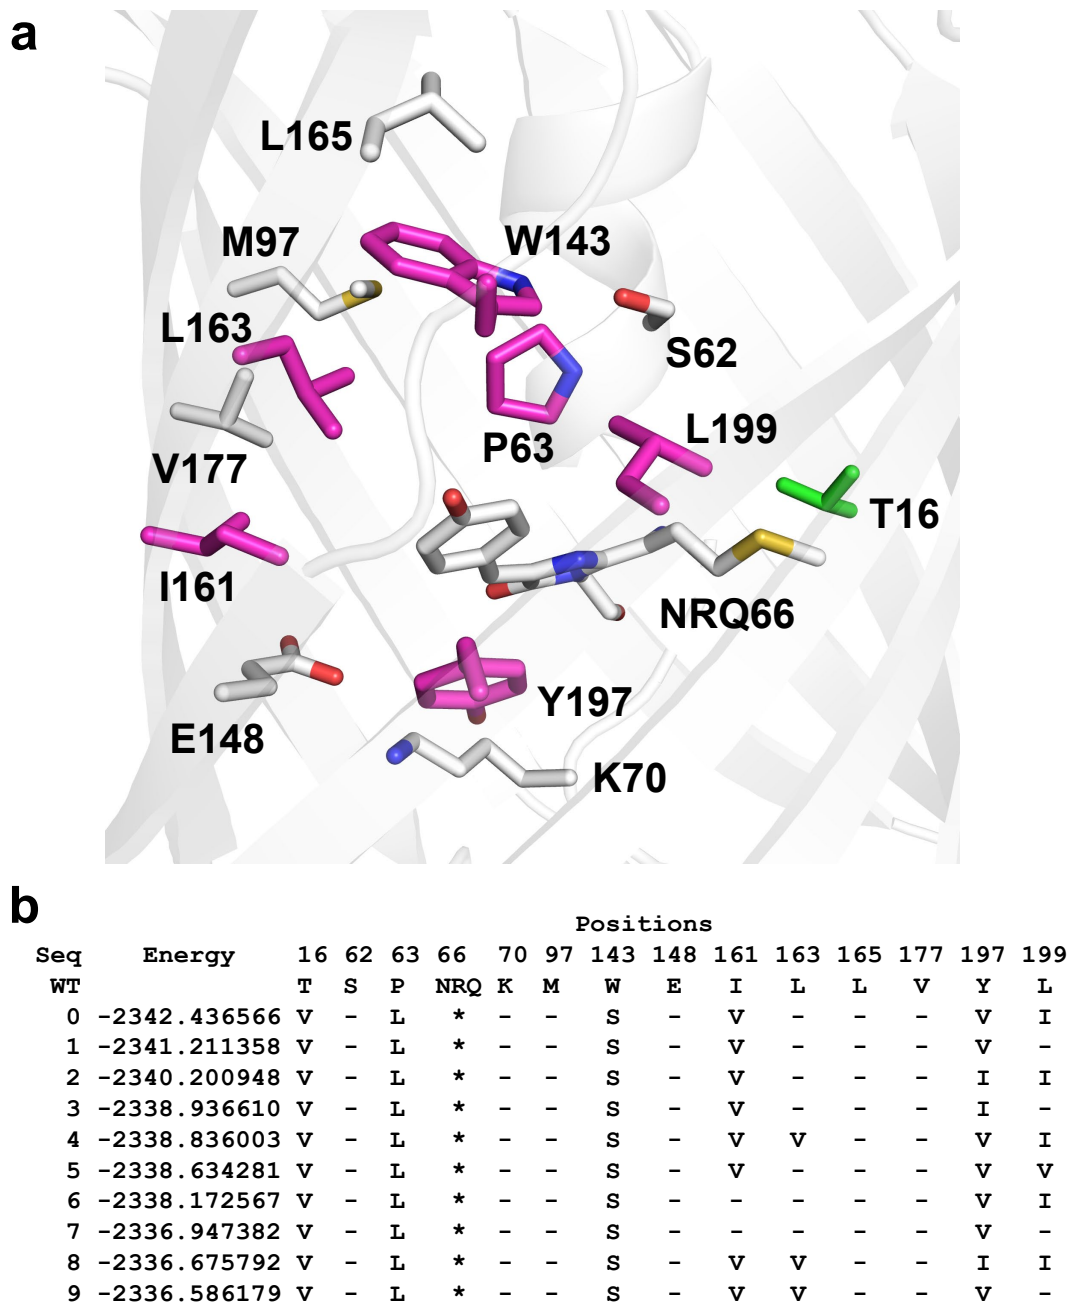 a
L165
M97
W143
L163
S62
L199
P63
V177
T16
I161
NRQ66
Y197
E148
K70
b
Positions
Seq Energy 16 62 63 66 70 97 143 148 161 163 165 177 197 199
WT T S P NRQ K M W E I L L V Y L
0 -2342.436566 V - L * - - S - V - - - V I
1 -2341.211358 V - L * - - S - V - - - V -
2 -2340.200948 V - L * - - S - V - - - I I
3 -2338.936610 V - L * - - S - V - - - I -
4 -2338.836003 V - L * - - S - V V - - V I
5 -2338.634281 V - L * - - S - V - - - V V
6 -2338.172567 V - L * - - S - - - - - V I
7 -2336.947382 V - L * - - S - - - - - V -
8 -2336.675792 V - L * - - S - V V - - I I
9 -2336.586179 V - L * - - S - V V - - V -